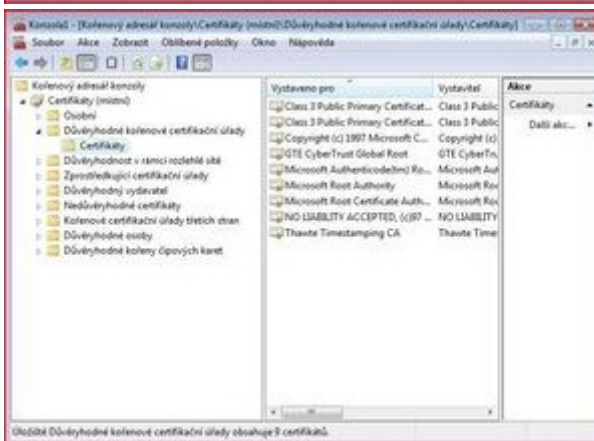 Konzola1 - [Kořenový adresář konzoly\Certifikáty (místní)\Důvěryhodné kořenové certifikační úřady\Certifikáty]
Soubor Akce Zobrazit Oblíbené položky Okno Nápověda
Kořenový adresář konzoly
Certifikáty (místní)
Osobní
Důvěryhodné kořenové certifikační úřady
Certifikáty
Důvěryhodnost v rámci rozlehlé sítě
Zprostředkující certifikační úřady
Důvěryhodný vydavatel
Nedůvěryhodné certifikáty
Kořenové certifikační úřady třetích stran
Důvěryhodné osoby
Důvěryhodné kořeny čipových karet
Vystaveno pro Vystavitel
Class 3 Public Primary Certificat... Class 3 Public
Class 3 Public Primary Certificat... Class 3 Public
Copyright (c) 1997 Microsoft C... Copyright (c)
GTE CyberTrust Global Root GTE CyberTru
Microsoft Authenticode(tm) Ro... Microsoft Aut
Microsoft Root Authority Microsoft Roo
Microsoft Root Certificate Auth... Microsoft Roo
NO LIABILITY ACCEPTED, (c)97 ... NO LIABILITY
Thawte Timestamping CA Thawte Time
Akce
Certifikáty
Další akc...
Úložiště Důvěryhodné kořenové certifikační úřady obsahuje 9 certifikátů.